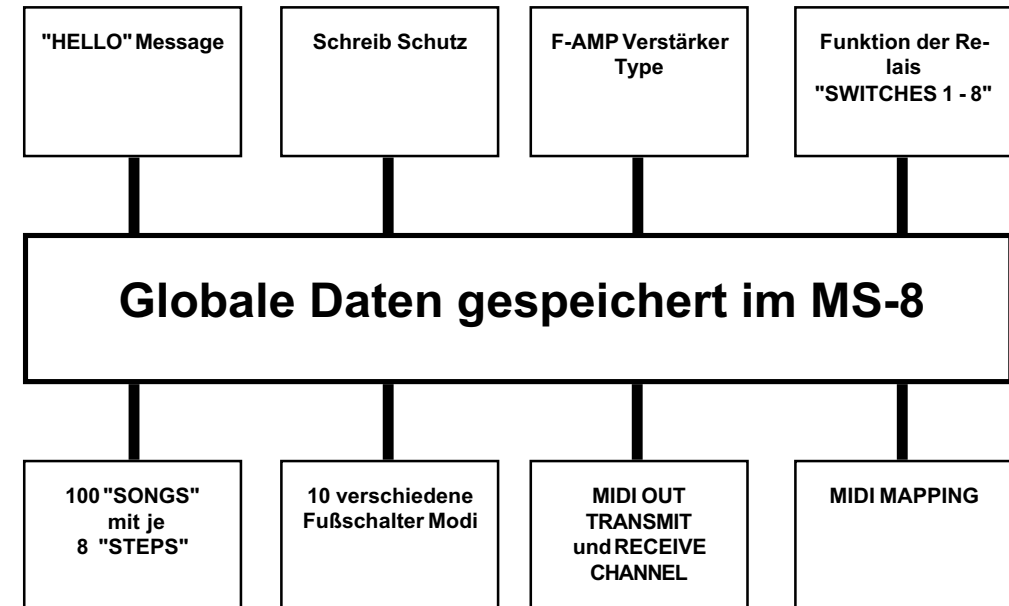 "HELLO" Message
Schreib Schutz
F-AMP Verstärker
Type
Funktion der Re-
lais
"SWITCHES 1 - 8"
Globale Daten gespeichert im MS-8
100 "SONGS"
mit je
8 "STEPS"
10 verschiedene
Fußschalter Modi
MIDI OUT
TRANSMIT
und RECEIVE
CHANNEL
MIDI MAPPING